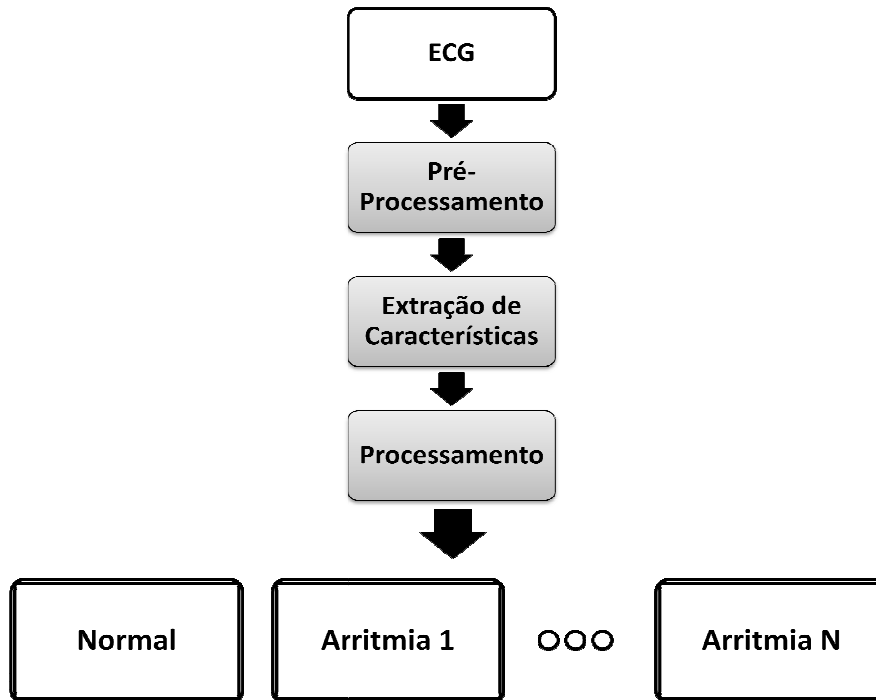 ECG
Pré-
Processamento
Extração de
Características
Processamento
Normal
Arritmia 1
Arritmia N